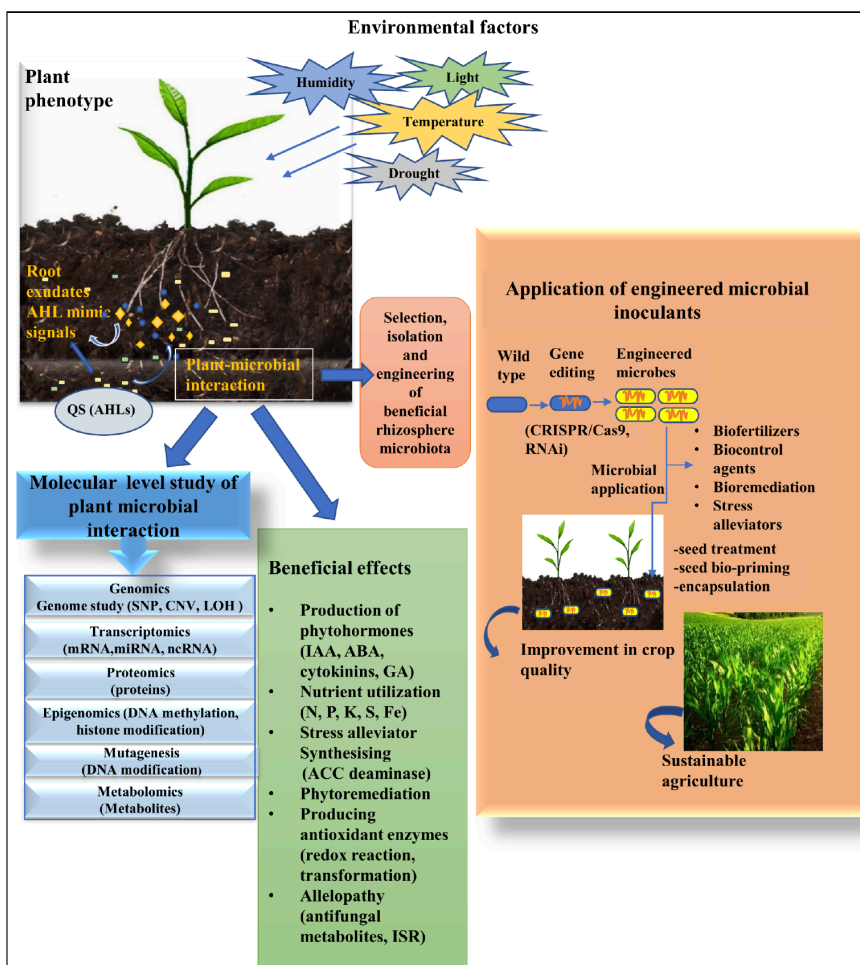 Environmental factors
Plant
phenotype
Humidity
Light
Temperature
Drought
Root
exudates
AHL mimic
signals
Plant-microbial
interaction
QS (AHLs)
Selection,
isolation
and
engineering
of
beneficial
rhizosphere
microbiota
Molecular level study of
plant microbial
interaction
Genomics
Genome study (SNP, CNV, LOH )
Transcriptomics
(mRNA,miRNA, ncRNA)
Proteomics
(proteins)
Epigenomics (DNA methylation,
histone modification)
Mutagenesis
(DNA modification)
Metabolomics
(Metabolites)
Beneficial effects
• Production of
phytohormones
(IAA, ABA,
cytokinins, GA)
• Nutrient utilization
(N, P, K, S, Fe)
• Stress alleviator
Synthesising
(ACC deaminase)
• Phytoremediation
• Producing
antioxidant enzymes
(redox reaction,
transformation)
• Allelopathy
(antifungal
metabolites, ISR)
Application of engineered microbial
inoculants
Wild
type
Gene
editing
Engineered
microbes
(CRISPR/Cas9,
RNAi)
Microbial
application
• Biofertilizers
• Biocontrol
agents
• Bioremediation
• Stress
alleviators
-seed treatment
-seed bio-priming
-encapsulation
Improvement in crop
quality
Sustainable
agriculture